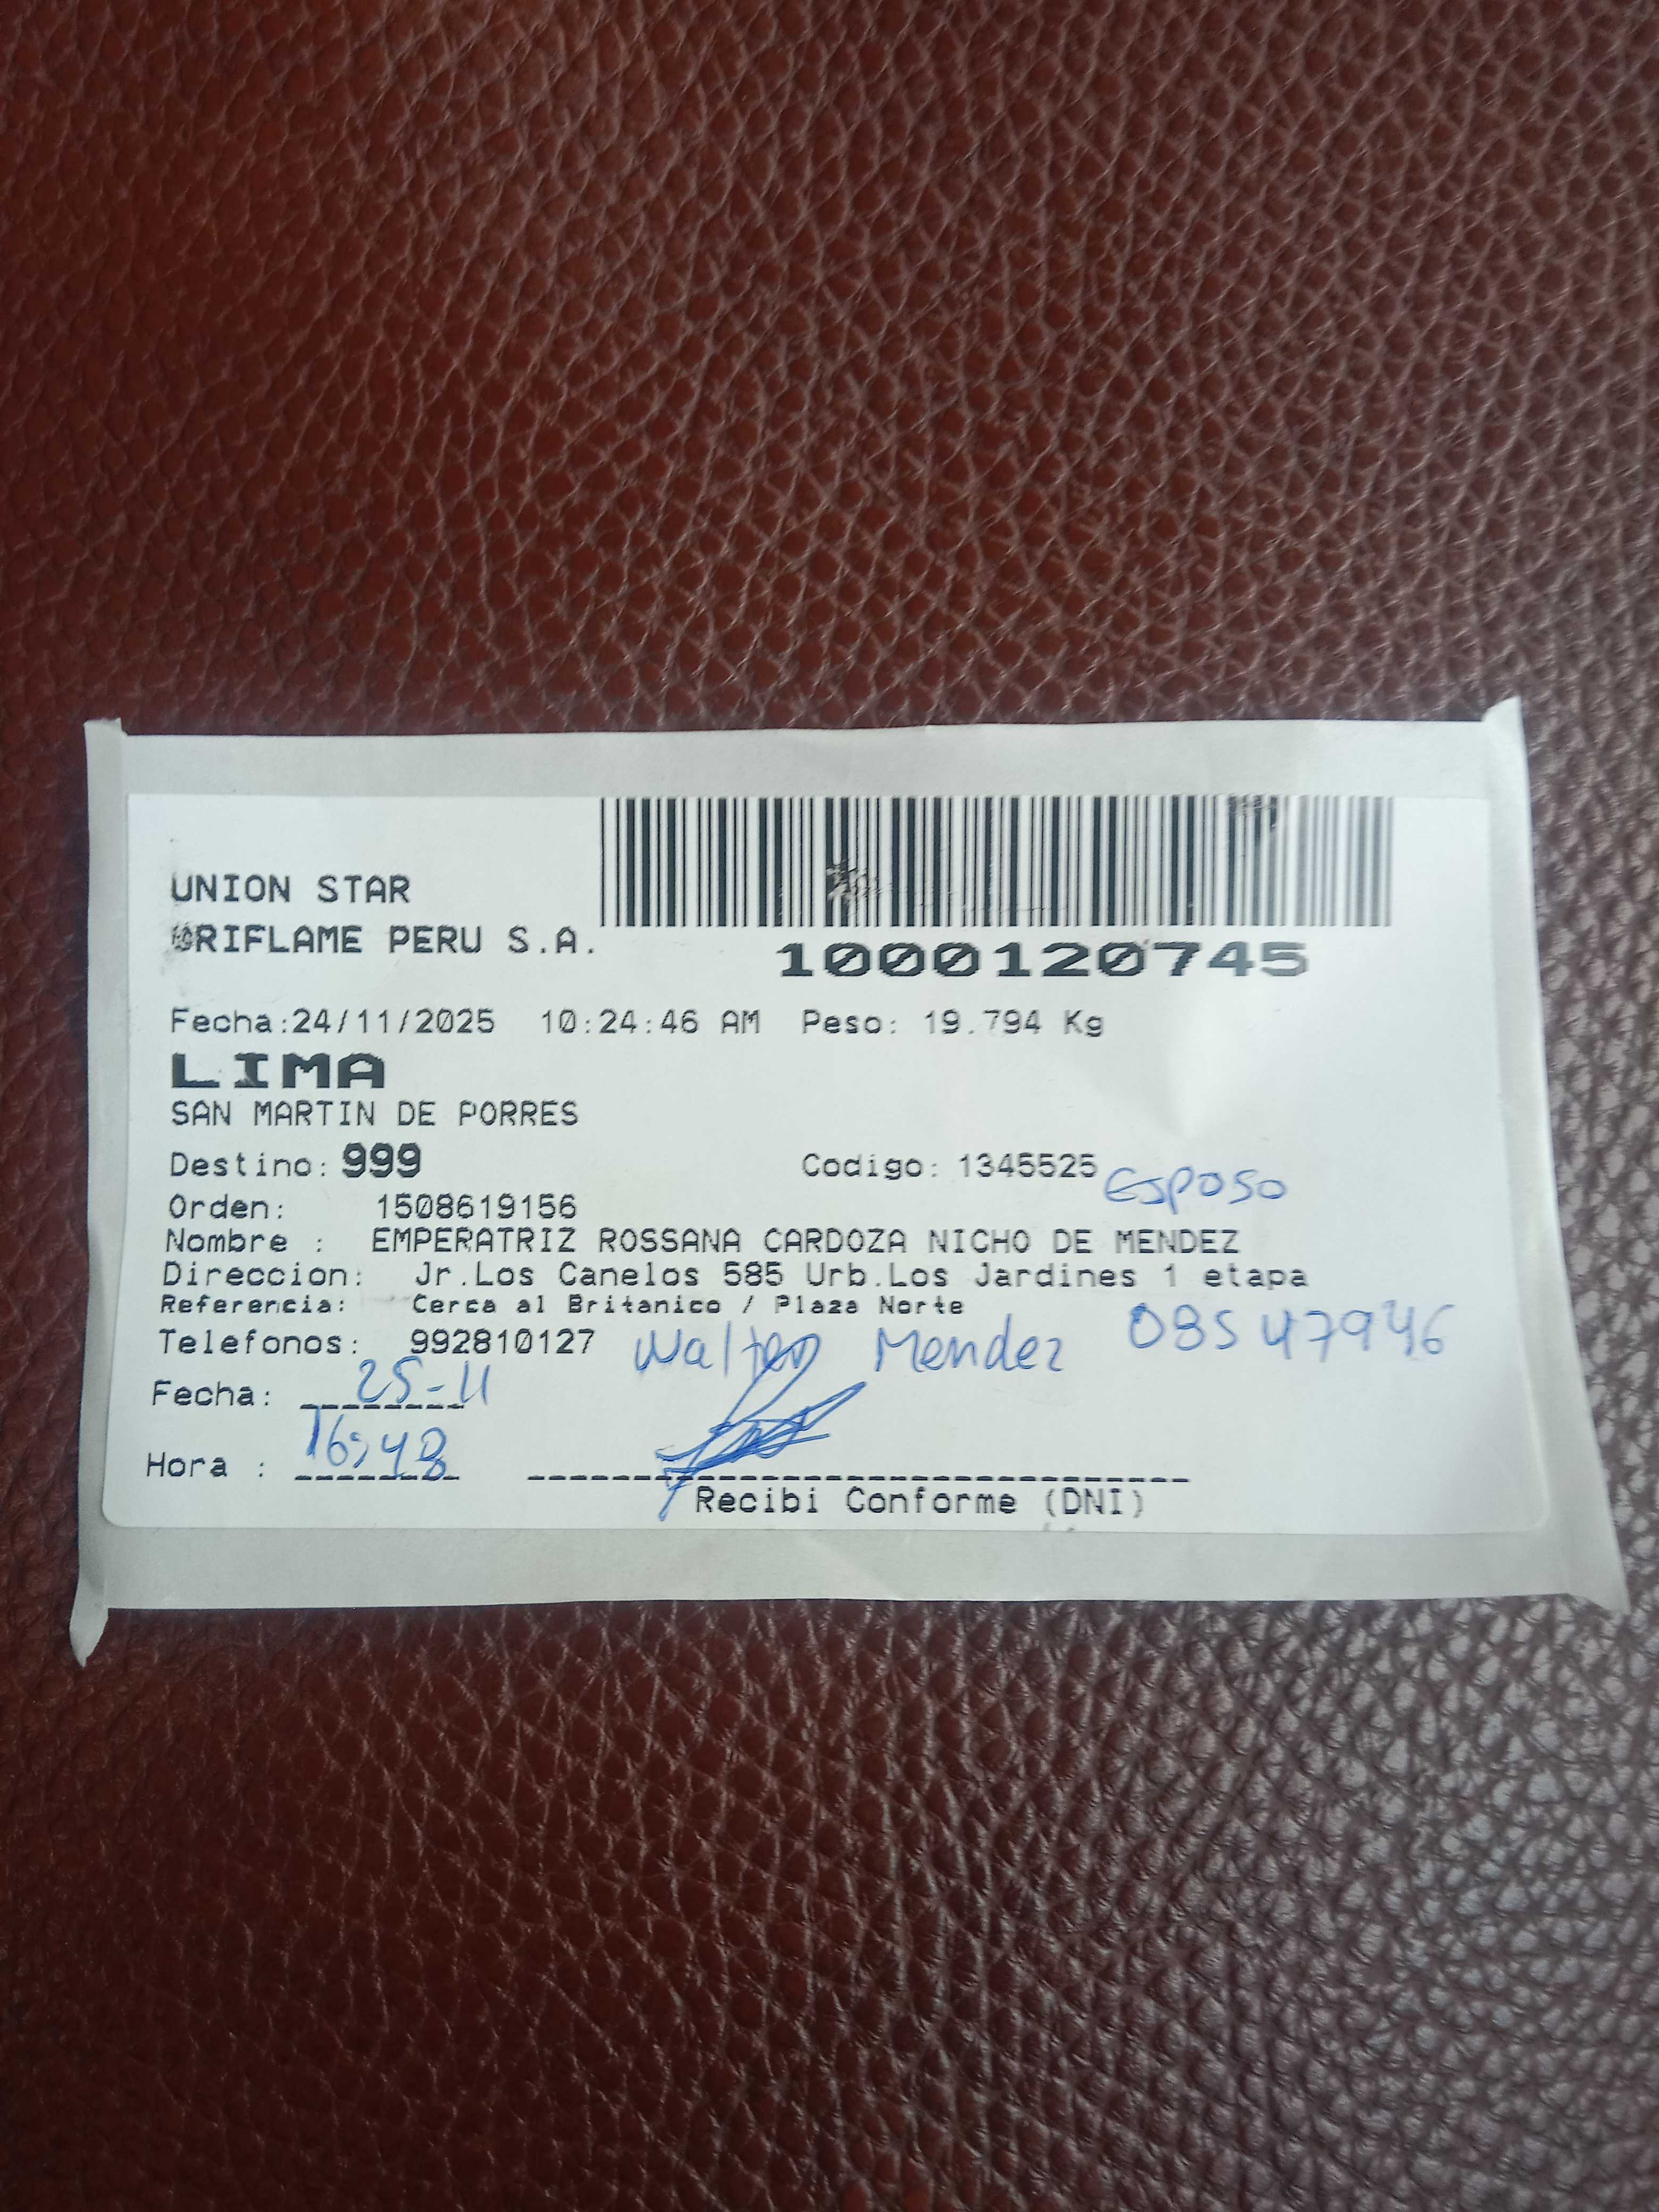 UNION STAR
ORIFLAME PERU S.A.
1000120745
Fecha:24/11/2025 10:24:46 AM Peso: 19.794 Kg
LIMA
SAN MARTIN DE PORRES
Destino: 999 Codigo: 1345525 Esposo
Orden: 1508619156
Nombre : EMPERATRIZ ROSSANA CARDOZA NICHO DE MENDEZ
Direccion: Jr.Los Canelos 585 Urb.Los Jardines 1 etapa
Referencia: Cerca al Britanico / Plaza Norte
Telefonos: 992810127 Walter Mendez 08547946
Fecha: 25-11
Hora : 16:48
Recibi Conforme (DNI)